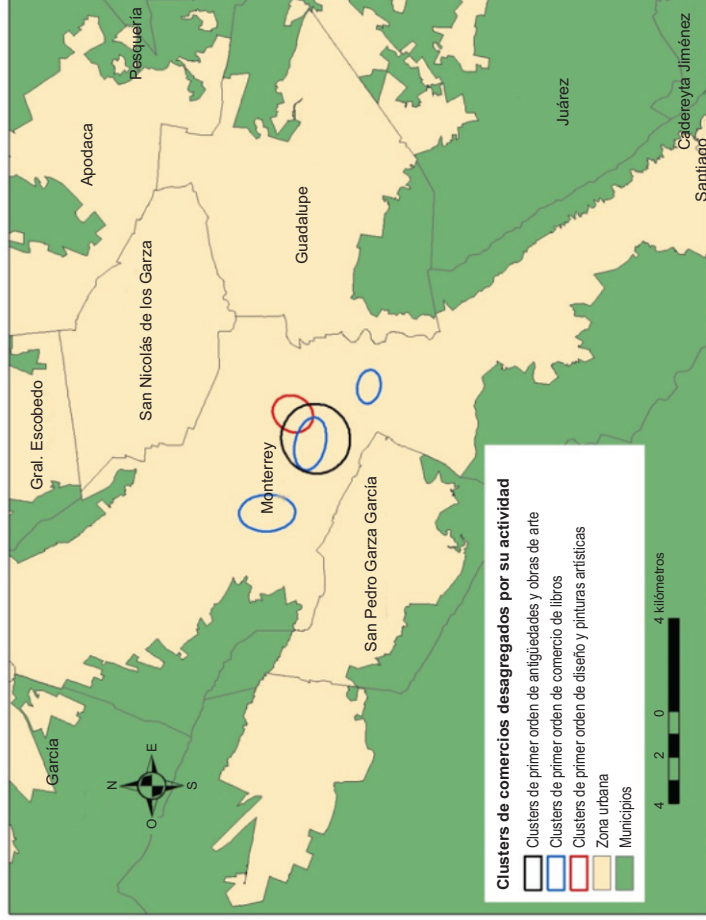 Pesquería
Apodaca
Gral. Escobedo
San Nicolás de los Garza
García
Guadalupe
Monterrey
Juárez
San Pedro Garza García
Cadereyta Jiménez
Santiago
N
O
E
S
Clusters de comercios desagregados por su actividad
Clusters de primer orden de antigüedades y obras de arte
Clusters de primer orden de comercio de libros
Clusters de primer orden de diseño y pinturas artísticas
Zona urbana
Municipios
4 2 0 4 kilómetros